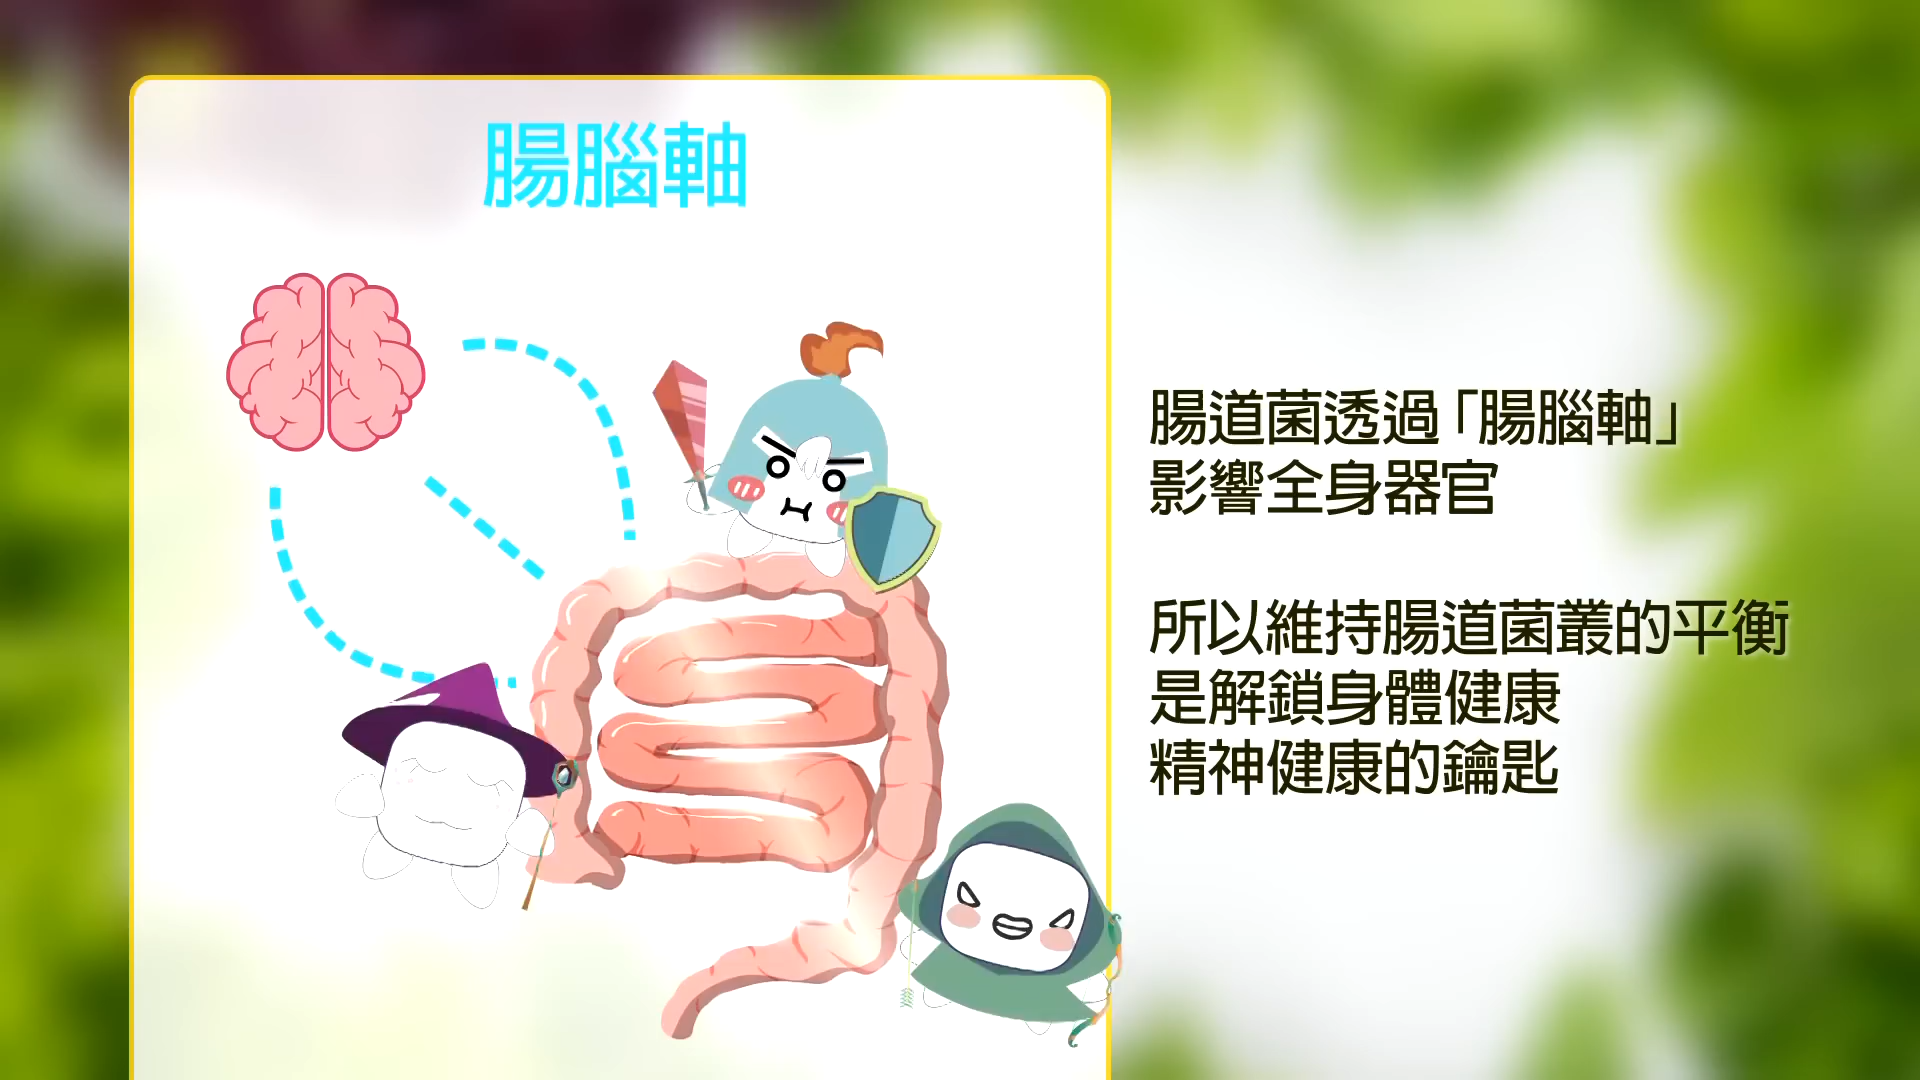 腸腦軸
腸道菌透過「腸腦軸」
影響全身器官
所以維持腸道菌叢的平衡
是解鎖身體健康
精神健康的鑰匙